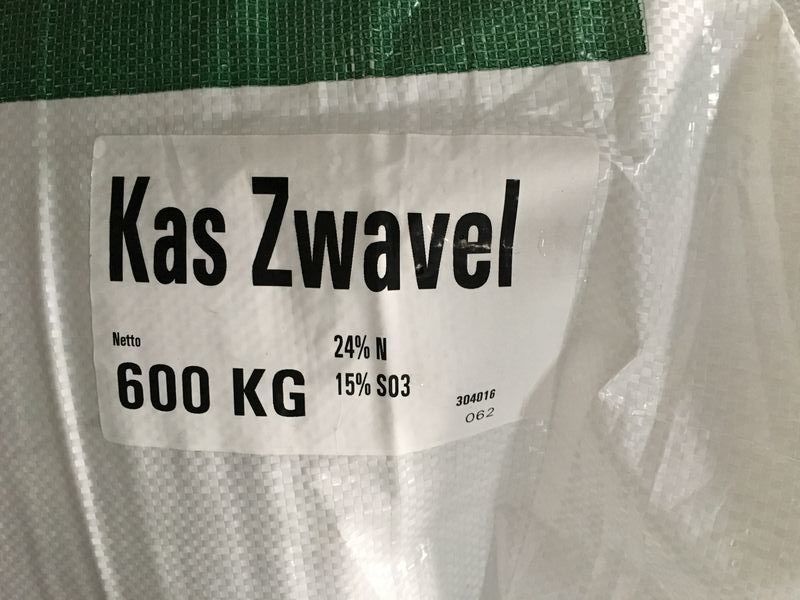 Kas Zwavel
Netto
600 KG
24% N
15% SO3
304016
062